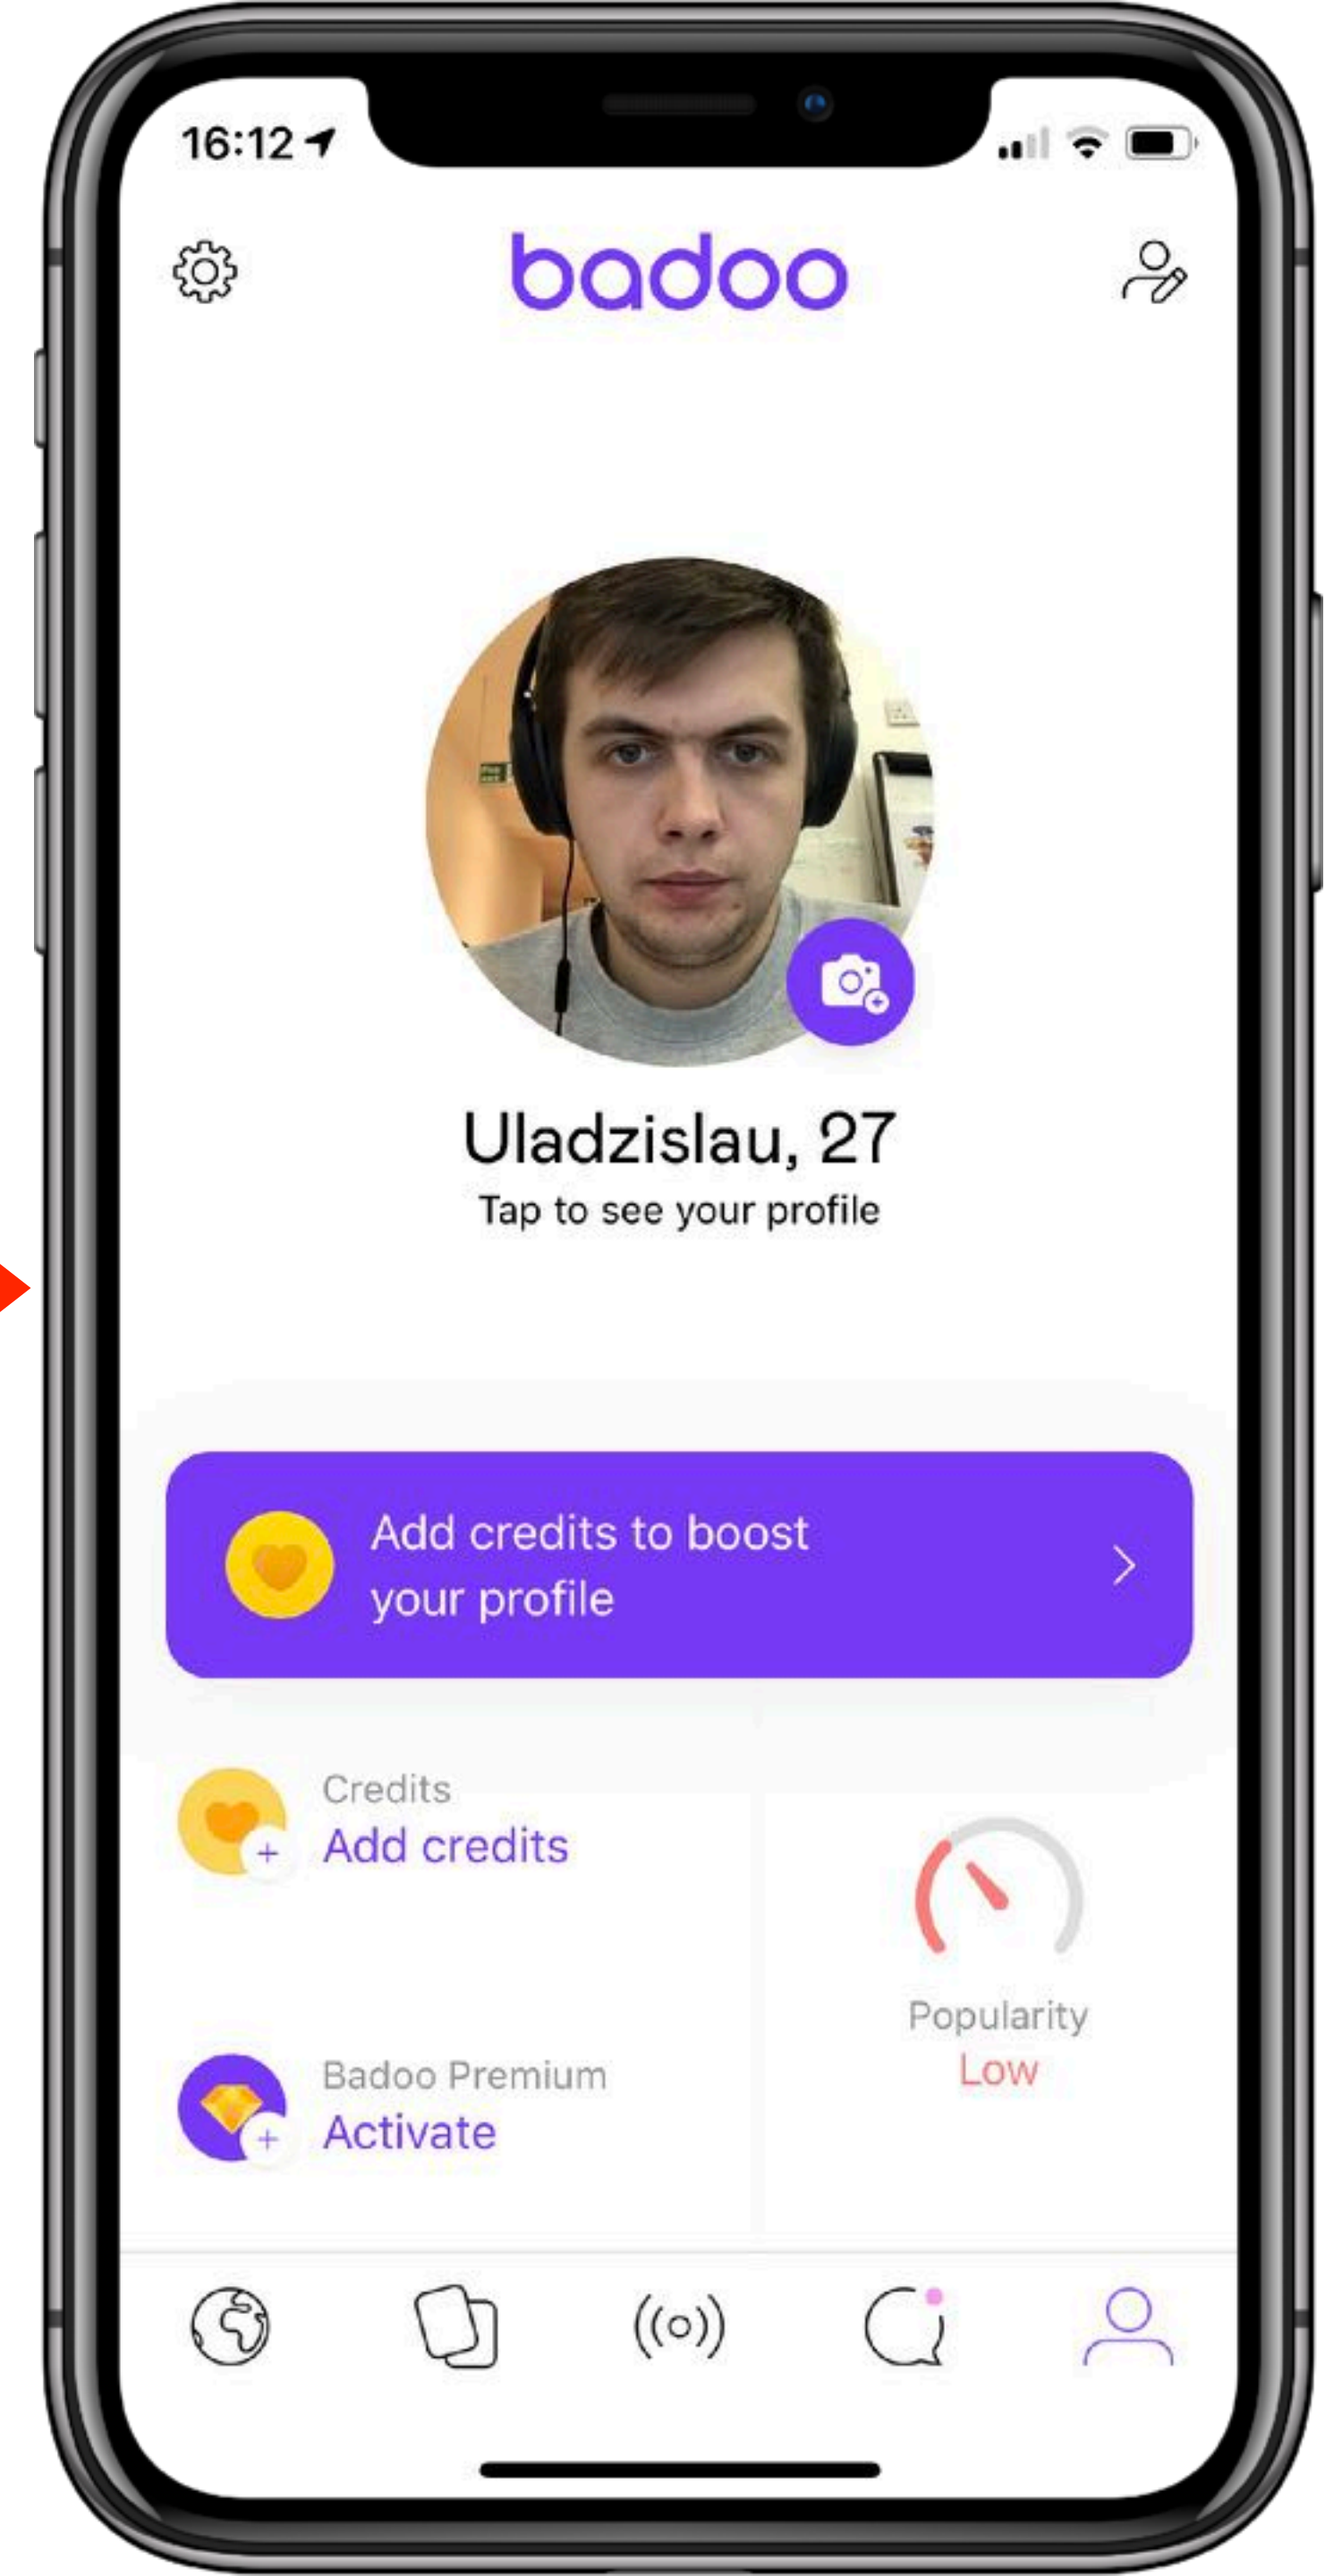 16:12
badoo
Uladzislau, 27
Tap to see your profile
Add credits to boost
your profile
Credits
Add credits
Popularity
Low
Badoo Premium
Activate